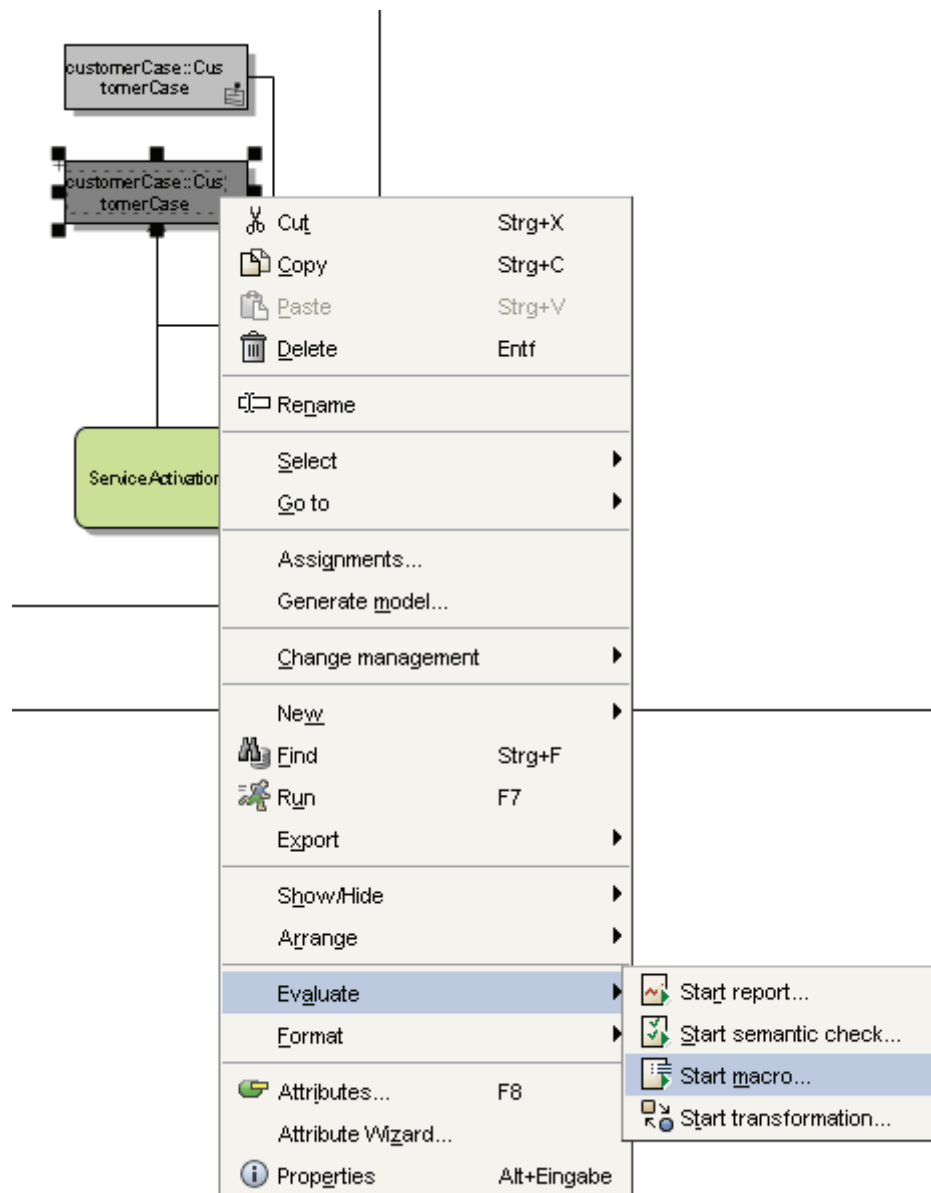 customerCase::Cus
tomerCase
customerCase::Cus
tomerCase
ServiceActivation
Cut Strg+X
Copy Strg+C
Paste Strg+V
Delete Entf
Rename
Select
Go to
Assignments...
Generate model...
Change management
New
Find Strg+F
Run F7
Export
Show/Hide
Arrange
Evaluate
Format
Attributes... F8
Attribute Wizard...
Properties Alt+Eingabe
Start report...
Start semantic check...
Start macro...
Start transformation...